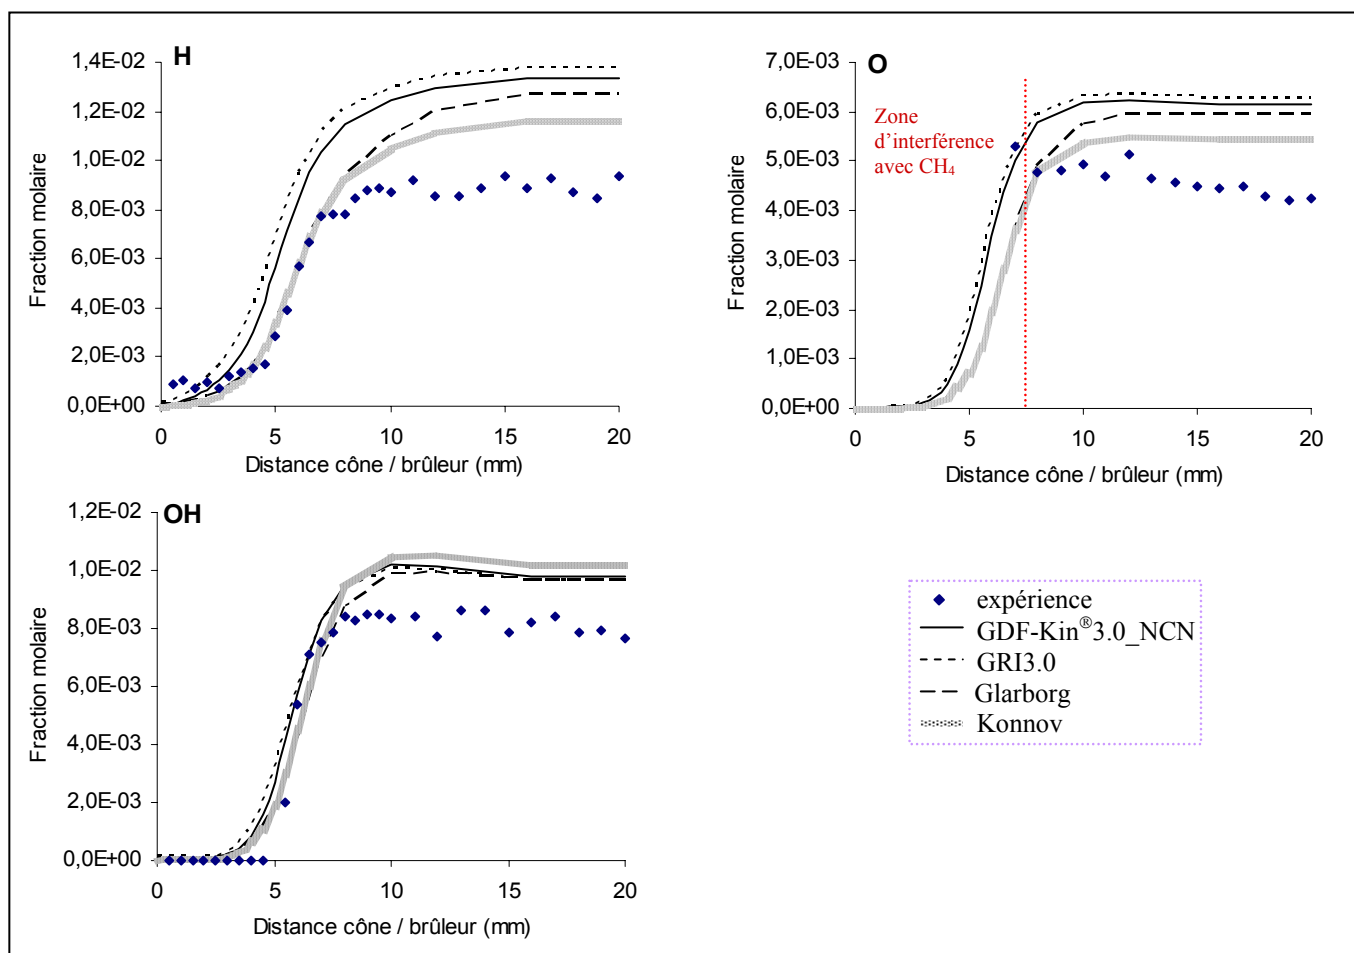 H
Fraction molaire
1,4E-02
1,2E-02
1,0E-02
8,0E-03
6,0E-03
4,0E-03
2,0E-03
0,0E+00
0 5 10 15 20
Distance cône / brûleur (mm)
O
Fraction molaire
7,0E-03
6,0E-03
5,0E-03
4,0E-03
3,0E-03
2,0E-03
1,0E-03
0,0E+00
Zone
d'interférence
avec CH₄
0 5 10 15 20
Distance cône / brûleur (mm)
OH
Fraction molaire
1,2E-02
1,0E-02
8,0E-03
6,0E-03
4,0E-03
2,0E-03
0,0E+00
0 5 10 15 20
Distance cône / brûleur (mm)
expérience
GDF-Kin®3.0_NCN
GRI3.0
Glarborg
Konnov